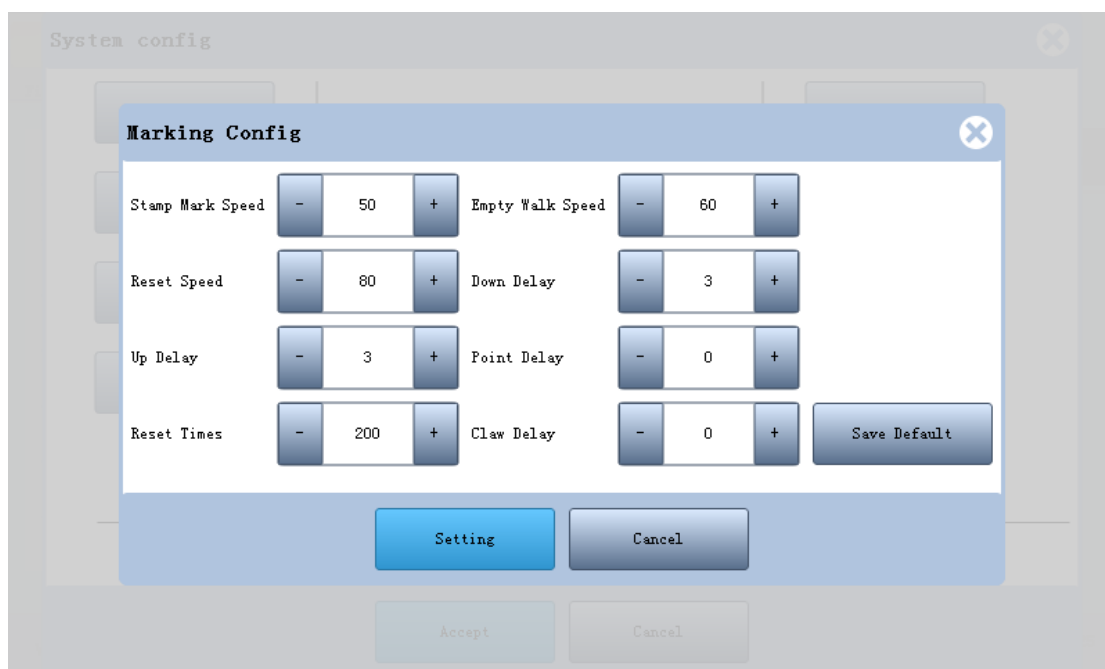 System config
Marking Config
Stamp Mark Speed - 50 + Empty Walk Speed - 60 +
Reset Speed - 80 + Down Delay - 3 +
Up Delay - 3 + Point Delay - 0 +
Reset Times - 200 + Claw Delay - 0 + Save Default
Setting Cancel
Accept Cancel